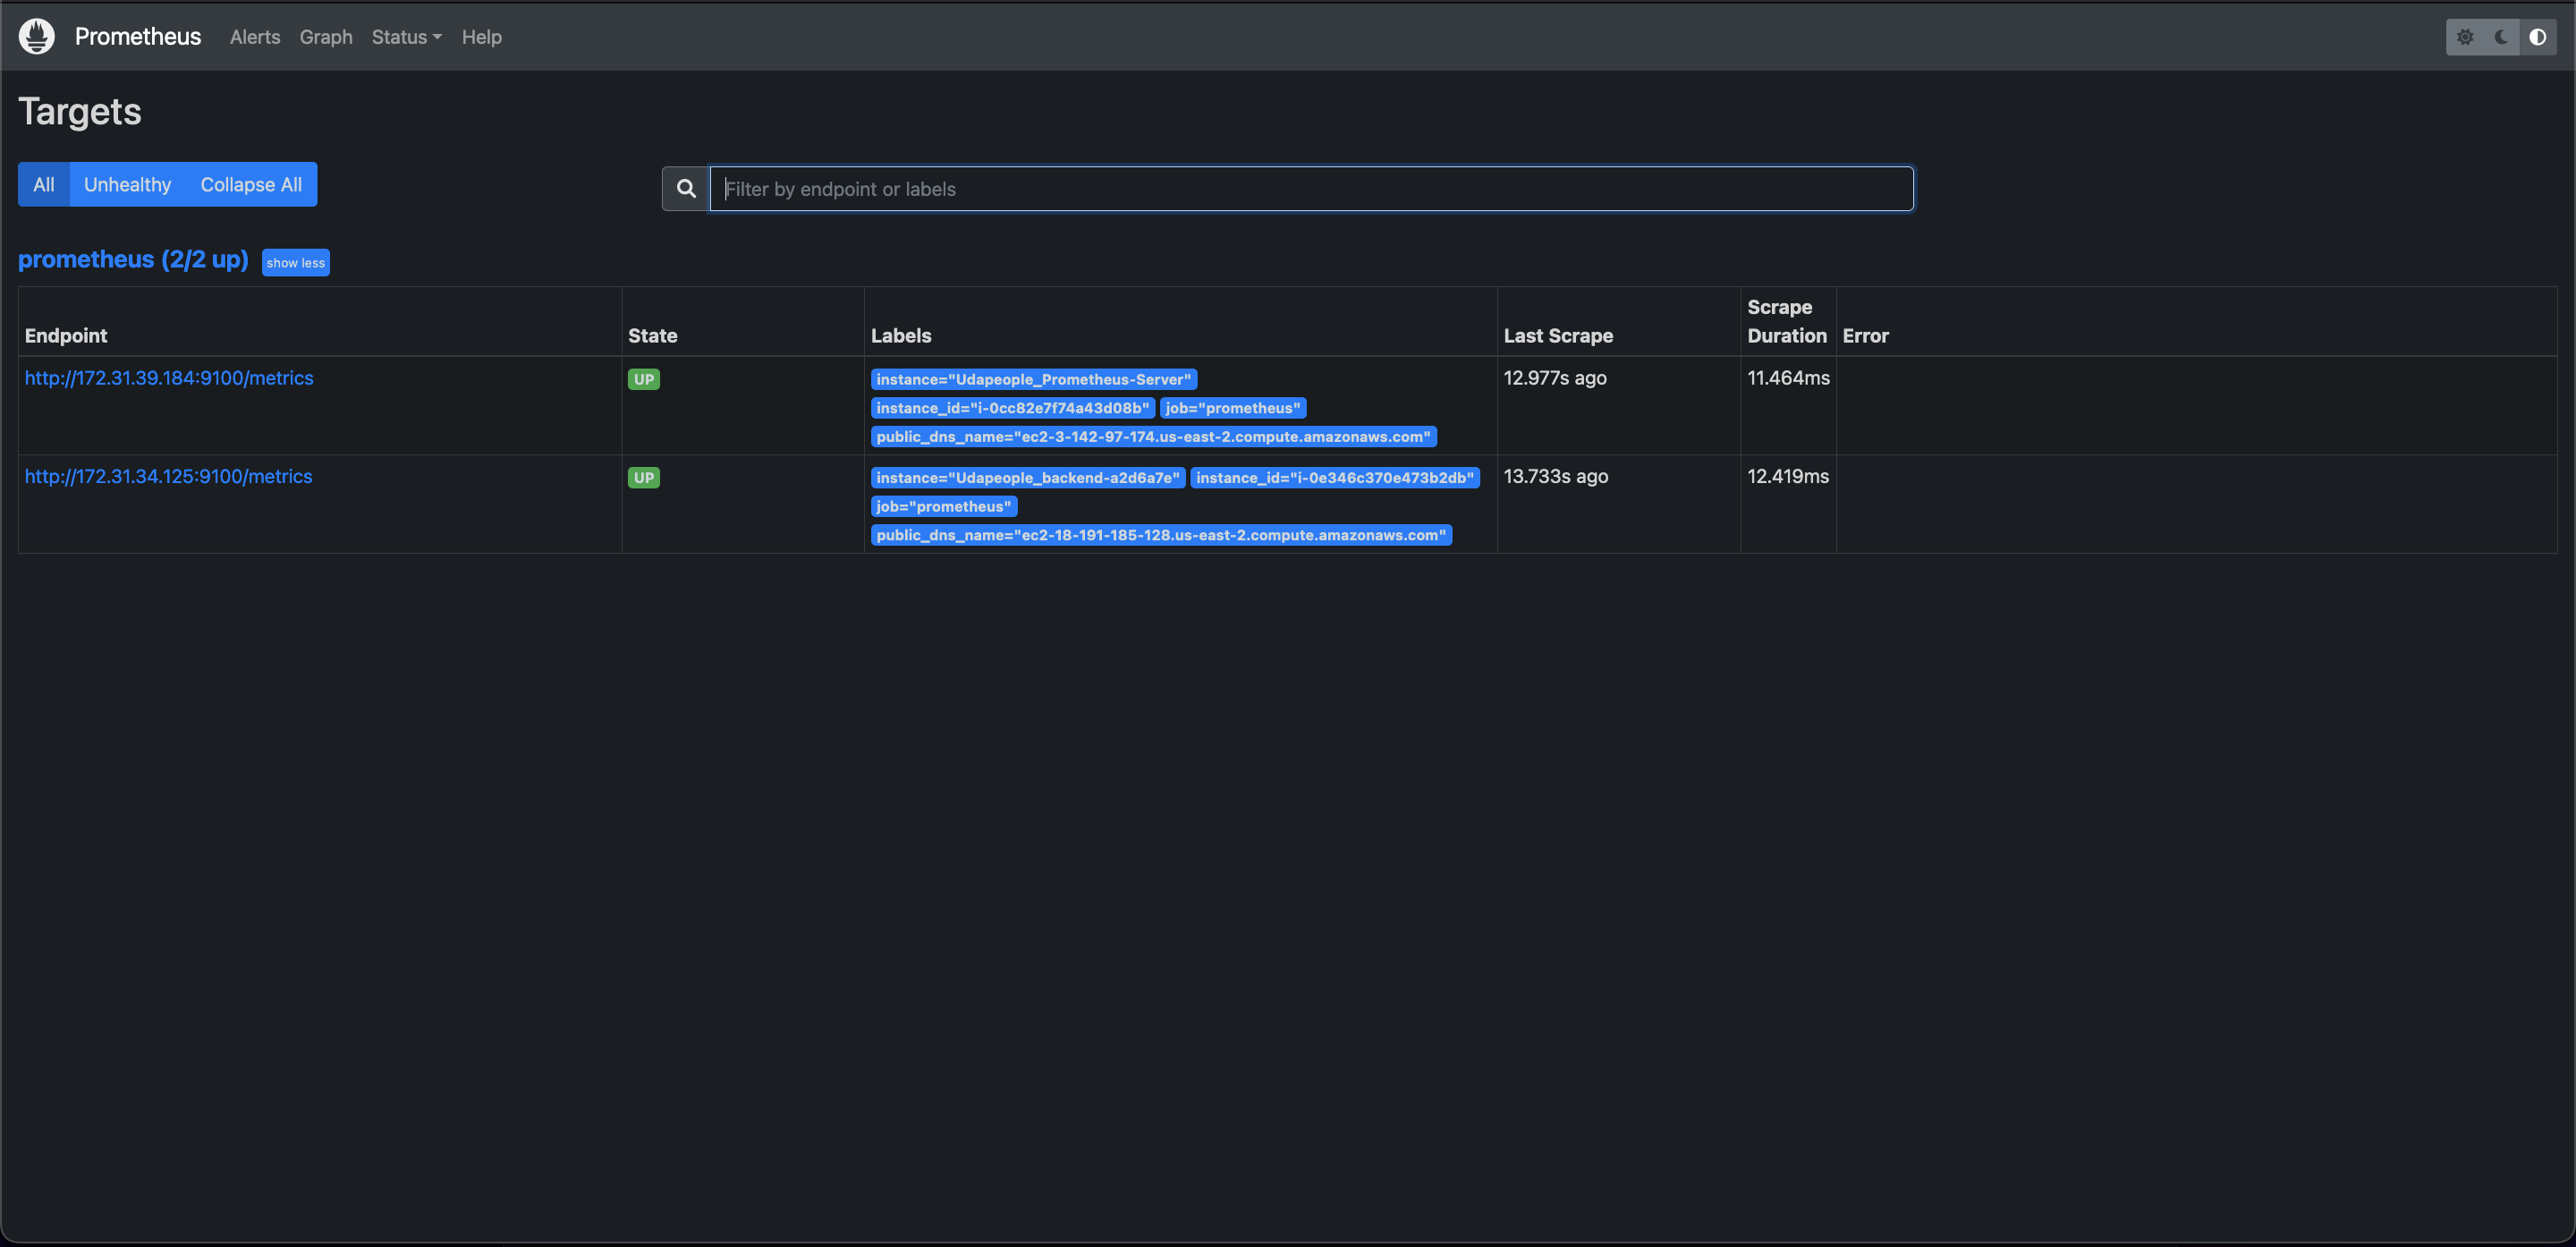 Prometheus Alerts Graph Status Help
Targets
All Unhealthy Collapse All
Filter by endpoint or labels
prometheus (2/2 up) show less
Endpoint State Labels Last Scrape Scrape Duration Error
http://172.31.39.184:9100/metrics UP instance="Udapeople_Prometheus-Server" 12.977s ago 11.464ms
instance_id="i-0cc82e7f74a43d08b" job="prometheus"
public_dns_name="ec2-3-142-97-174.us-east-2.compute.amazonaws.com"
http://172.31.34.125:9100/metrics UP instance="Udapeople_backend-a2d6a7e" instance_id="i-0e346c370e473b2db" 13.733s ago 12.419ms
job="prometheus"
public_dns_name="ec2-18-191-185-128.us-east-2.compute.amazonaws.com"